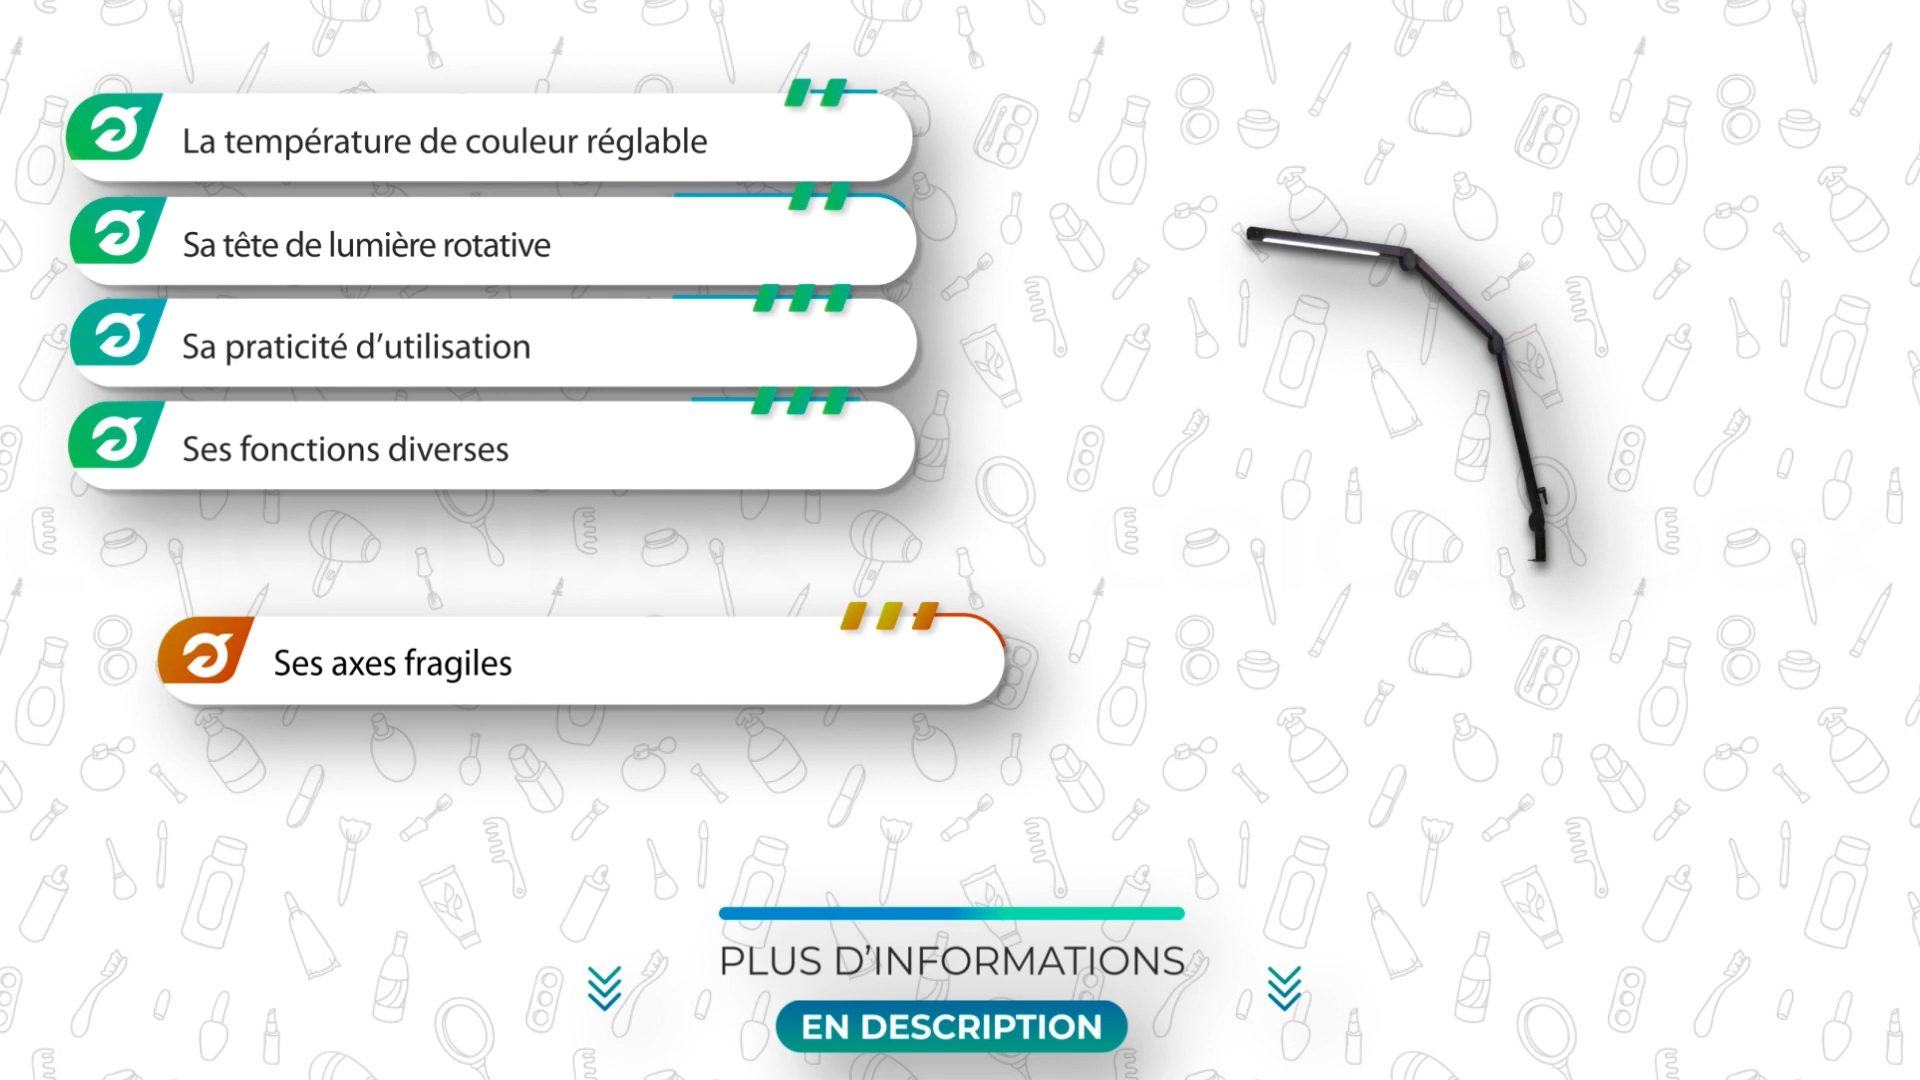 La température de couleur réglable
Sa tête de lumière rotative
Sa praticité d’utilisation
Ses fonctions diverses
Ses axes fragiles
PLUS D’INFORMATIONS
EN DESCRIPTION